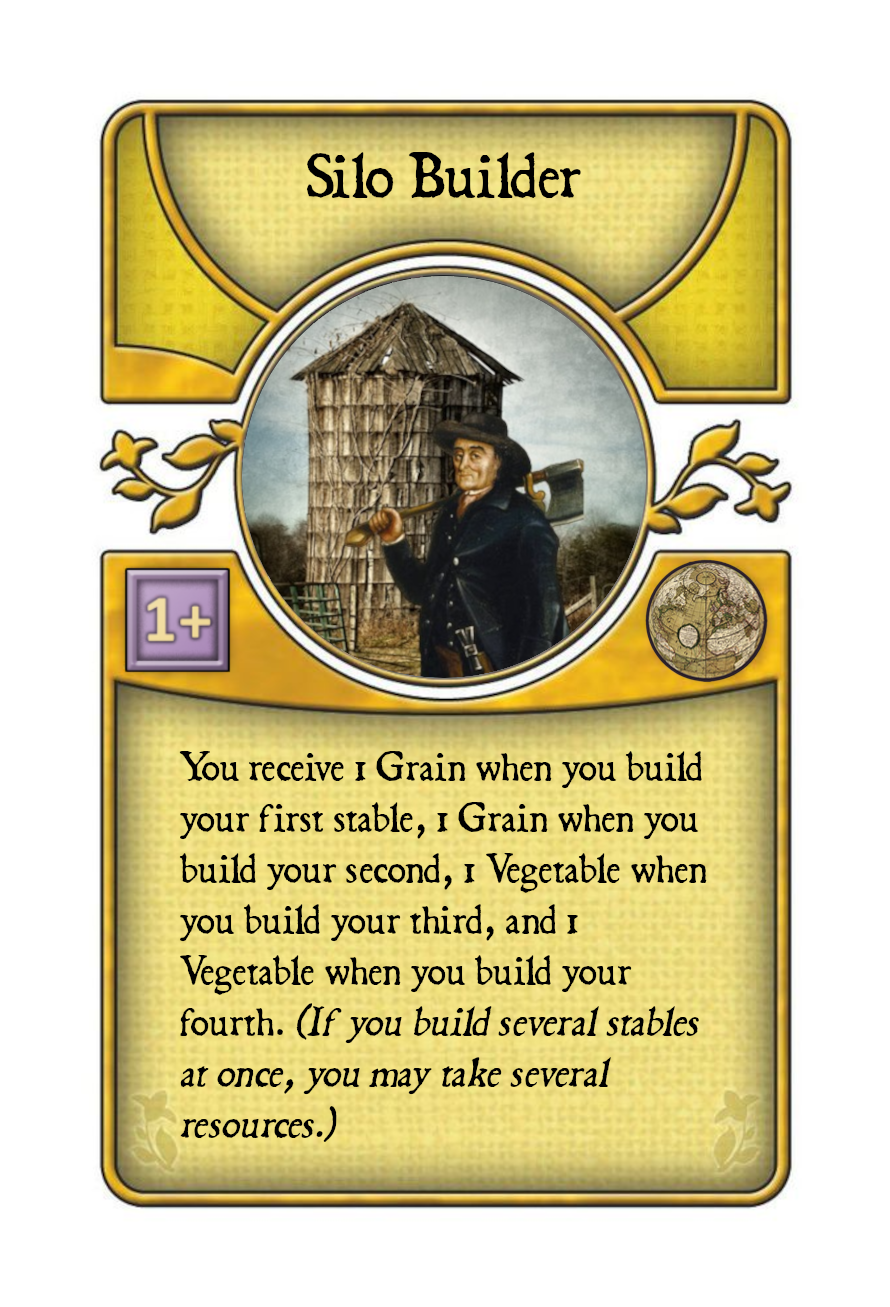 Silo Builder
1+
You receive 1 Grain when you build
your first stable, 1 Grain when you
build your second, 1 Vegetable when
you build your third, and 1
Vegetable when you build your
fourth. (If you build several stables
at once, you may take several
resources.)